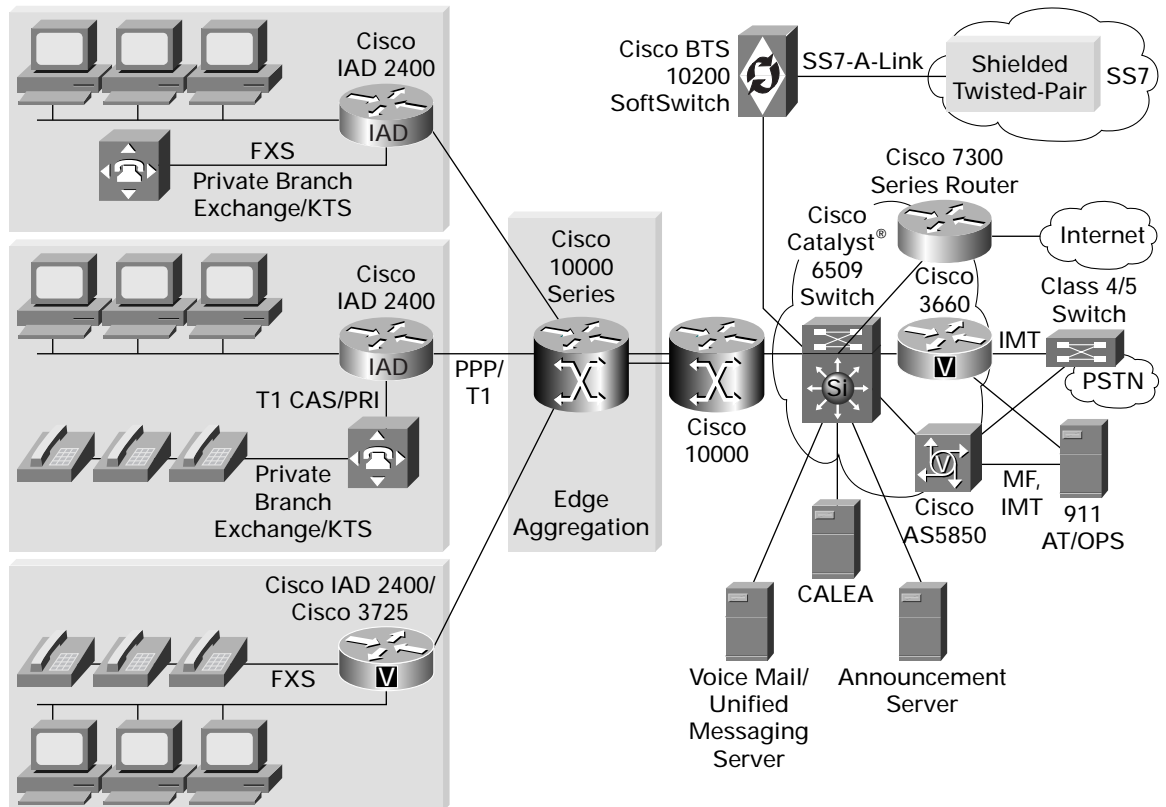 Cisco
IAD 2400
IAD
FXS
Private Branch
Exchange/KTS
Cisco
IAD 2400
IAD
T1 CAS/PRI
Private
Branch
Exchange/KTS
PPP/
T1
Cisco IAD 2400/
Cisco 3725
V
FXS
Cisco
10000
Series
Edge
Aggregation
Cisco
10000
Cisco BTS
10200
SoftSwitch
SS7-A-Link
Shielded
Twisted-Pair
SS7
Cisco 7300
Series Router
Internet
Cisco
Catalyst®
6509
Switch
Si
Cisco
3660
V
IMT
Class 4/5
Switch
PSTN
V
Cisco
AS5850
MF,
IMT
911
AT/OPS
CALEA
Voice Mail/
Unified
Messaging
Server
Announcement
Server